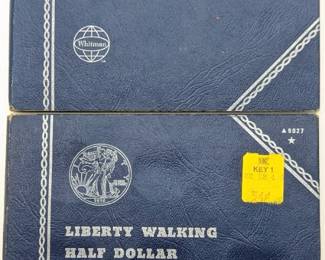 Whitman
▲9027
★
KEY 1
LIBERTY WALKING
HALF DOLLAR